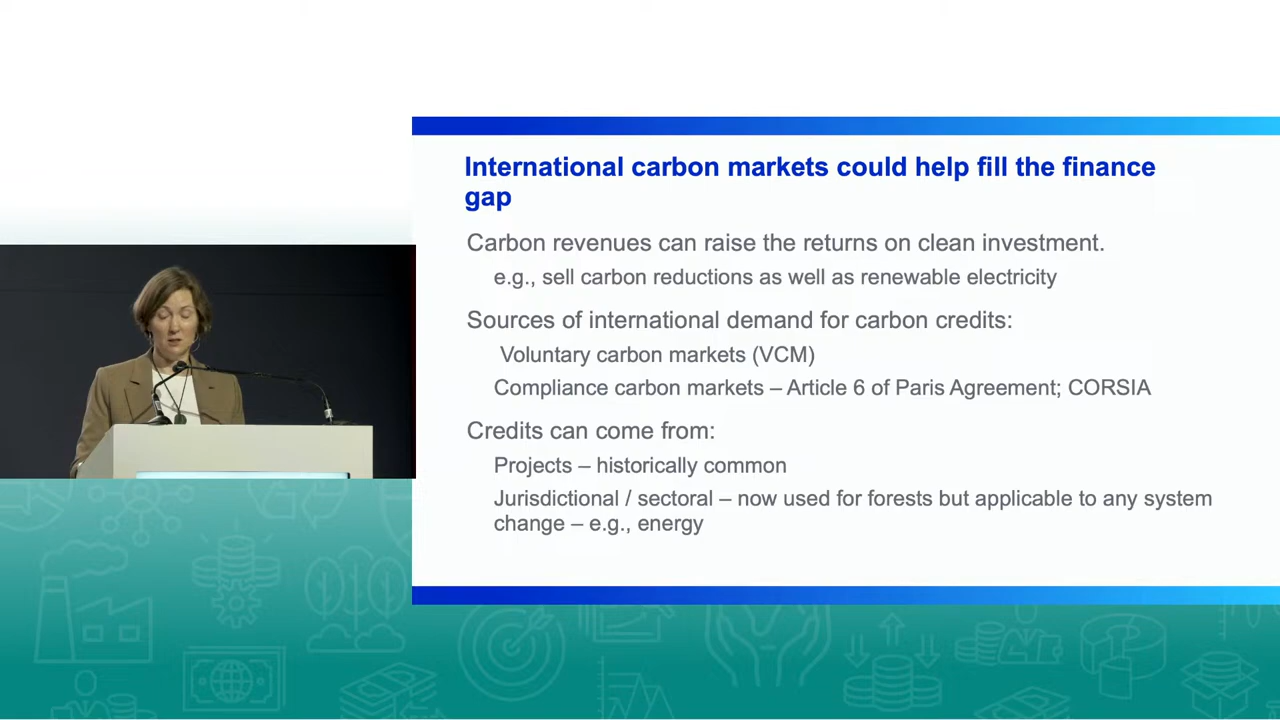 International carbon markets could help fill the finance
gap
Carbon revenues can raise the returns on clean investment.
e.g., sell carbon reductions as well as renewable electricity
Sources of international demand for carbon credits:
Voluntary carbon markets (VCM)
Compliance carbon markets – Article 6 of Paris Agreement; CORSIA
Credits can come from:
Projects – historically common
Jurisdictional / sectoral – now used for forests but applicable to any system
change – e.g., energy